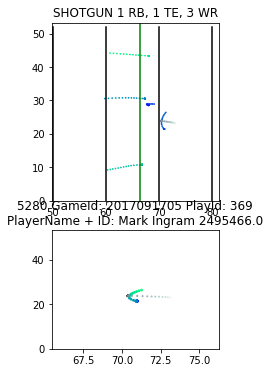 SHOTGUN 1 RB, 1 TE, 3 WR
50
40
30
20
10
0
50 60 70 80
5280 GameId: 2017091705 PlayId: 369
PlayerName + ID: Mark Ingram 2495466.0
40
20
0
67.5 70.0 72.5 75.0